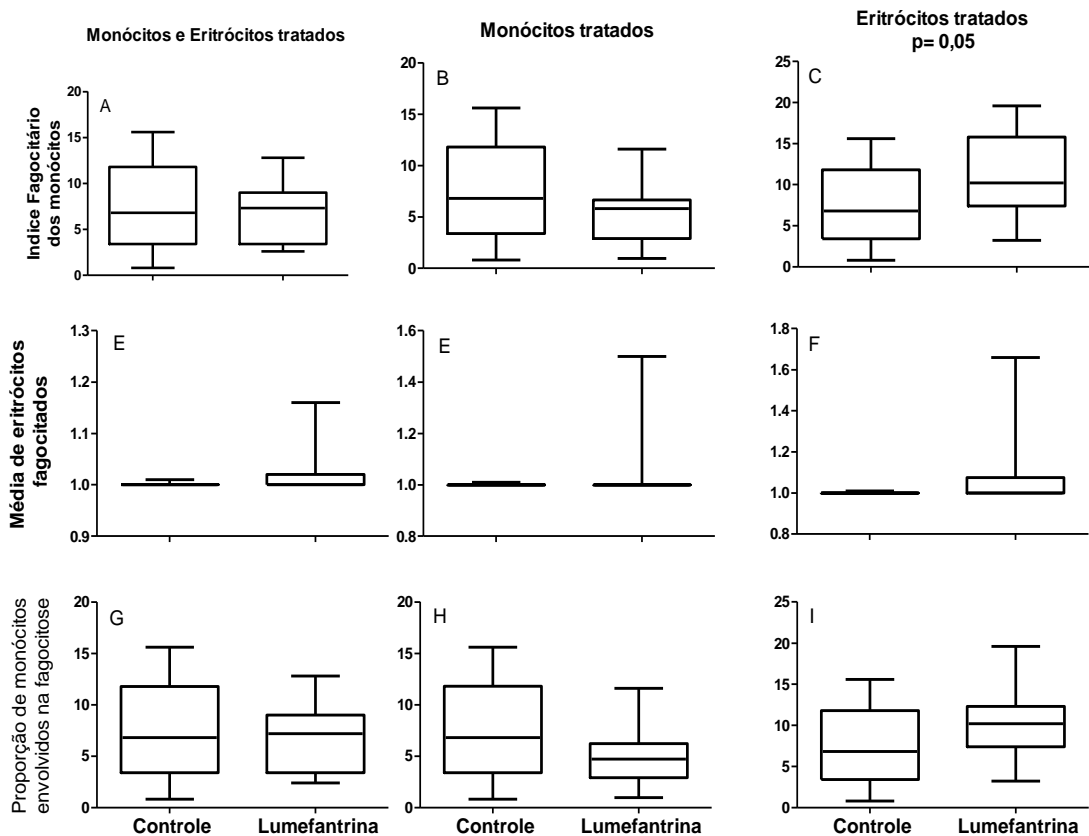 Monócitos e Eritrócitos tratados
Monócitos tratados
Eritrócitos tratados
p= 0,05
Indice Fagocitário
dos monócitos
A
20
15
10
5
0
B
20
15
10
5
0
C
25
20
15
10
5
0
Média de eritrócitos
fagocitados
E
1.3
1.2
1.1
1.0
0.9
E
1.6
1.4
1.2
1.0
0.8
F
1.8
1.6
1.4
1.2
1.0
0.8
Proporção de monócitos
envolvidos na fagocitose
G
20
15
10
5
0
H
20
15
10
5
0
I
25
20
15
10
5
0
Controle Lumefantrina
Controle Lumefantrina
Controle Lumefantrina